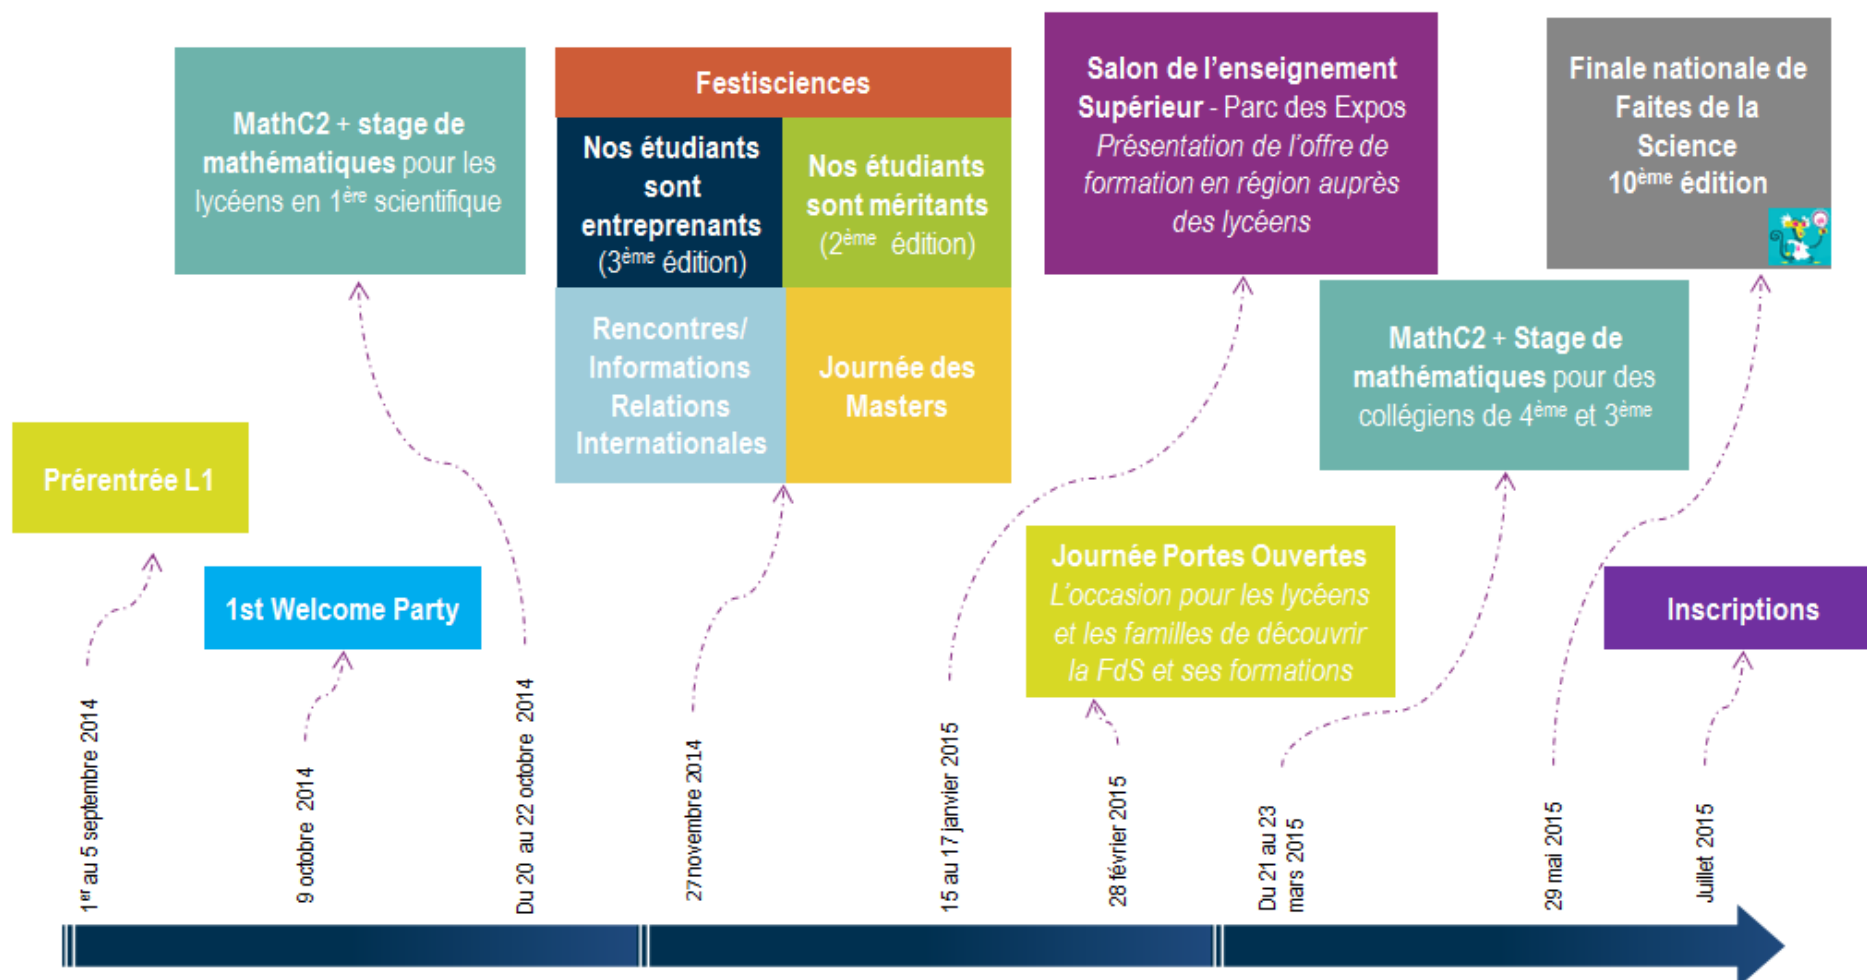 MathC2 + stage de
mathématiques pour les
lycéens en 1ère scientifique
Festisciences
Nos étudiants
sont
entreprenants
(3ème édition)
Nos étudiants
sont méritants
(2ème édition)
Rencontres/
Informations
Relations
Internationales
Journée des
Masters
Salon de l'enseignement
Supérieur - Parc des Expos
Présentation de l'offre de
formation en région auprès
des lycéens
Finale nationale de
Faites de la
Science
10ème édition
MathC2 + Stage de
mathématiques pour des
collégiens de 4ème et 3ème
Prérentrée L1
1st Welcome Party
Journée Portes Ouvertes
L'occasion pour les lycéens
et les familles de découvrir
la FdS et ses formations
Inscriptions
1er au 5 septembre 2014
9 octobre 2014
Du 20 au 22 octobre 2014
27novembre 2014
15 au 17 janvier 2015
28 février 2015
Du 21 au 23
mars 2015
29 mai 2015
Juillet 2015